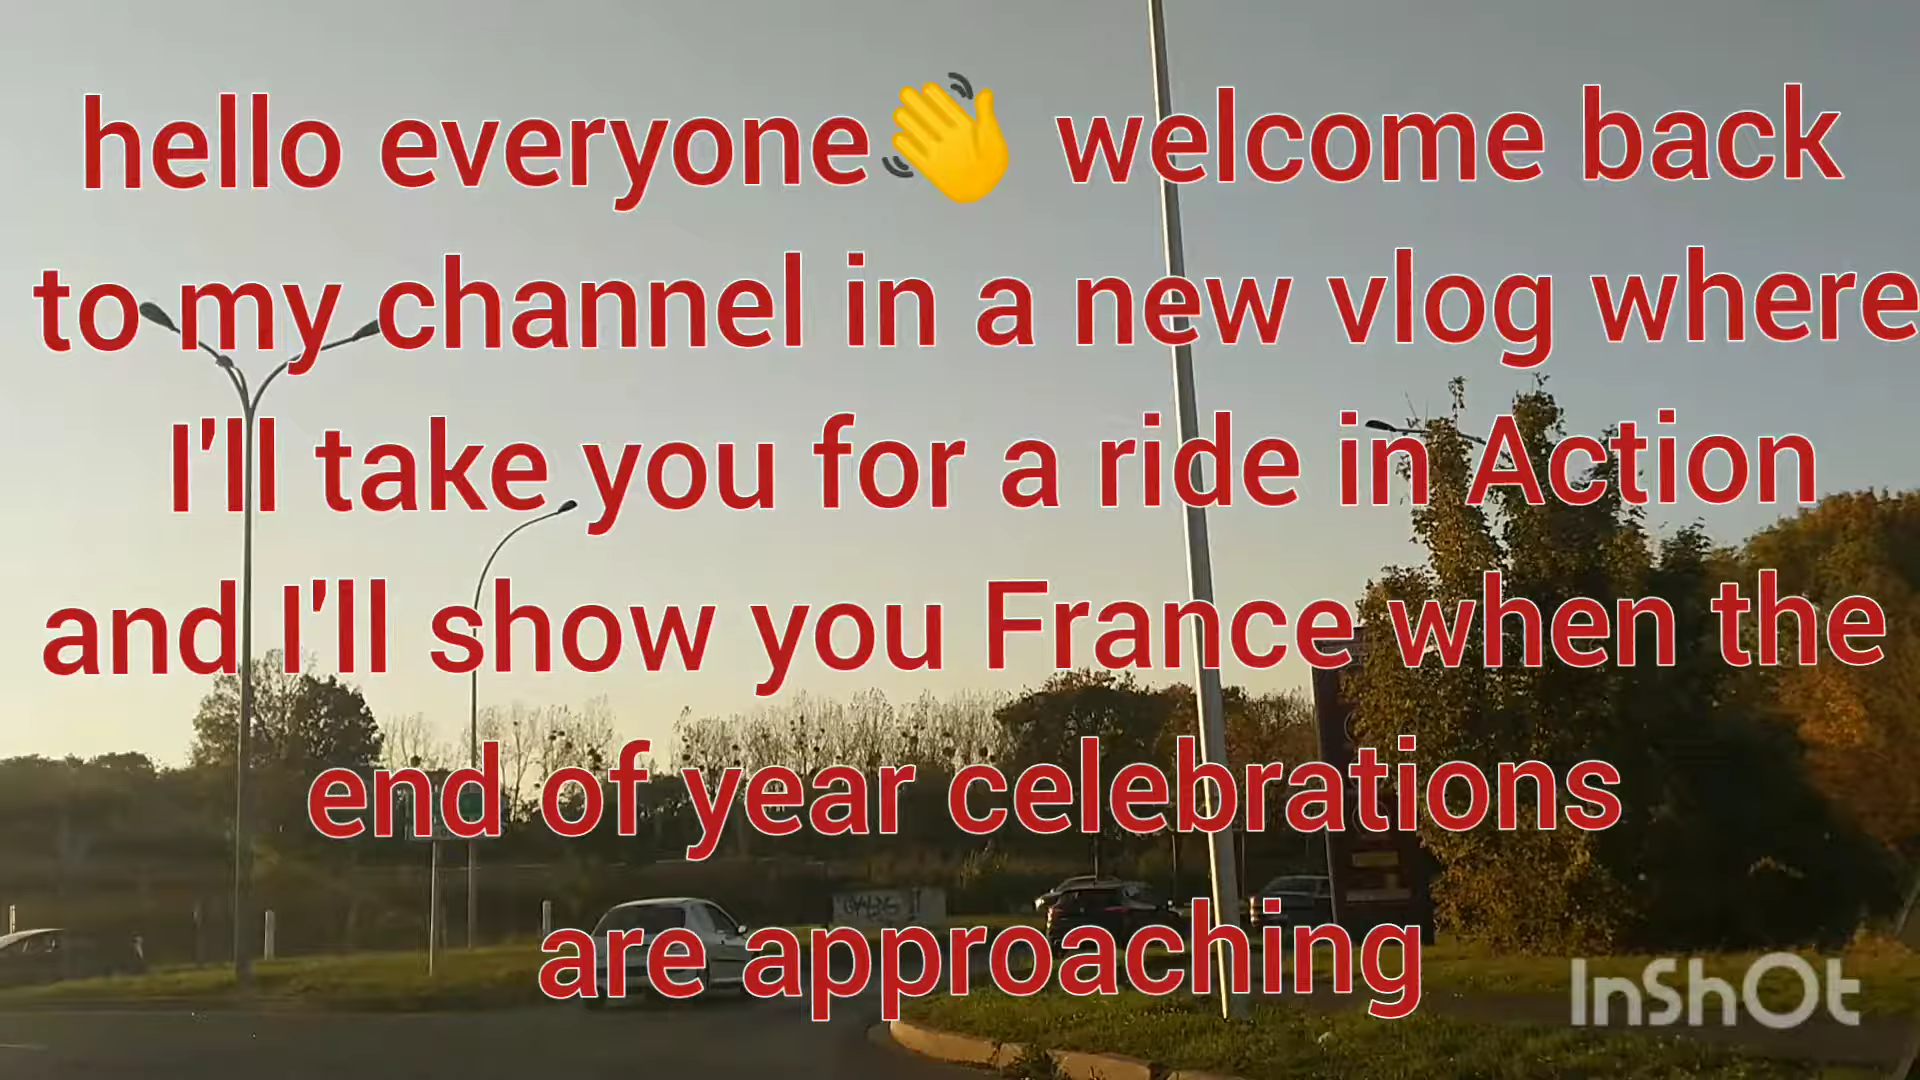 hello everyone👋 welcome back
to my channel in a new vlog where
I'll take you for a ride in Action
and I'll show you France when the
end of year celebrations
are approaching
InShOt